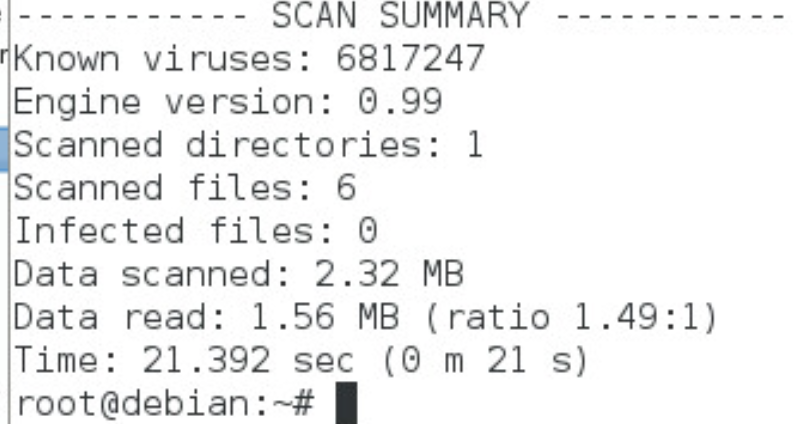 ----------- SCAN SUMMARY -----------
Known viruses: 6817247
Engine version: 0.99
Scanned directories: 1
Scanned files: 6
Infected files: 0
Data scanned: 2.32 MB
Data read: 1.56 MB (ratio 1.49:1)
Time: 21.392 sec (0 m 21 s)
root@debian:~#